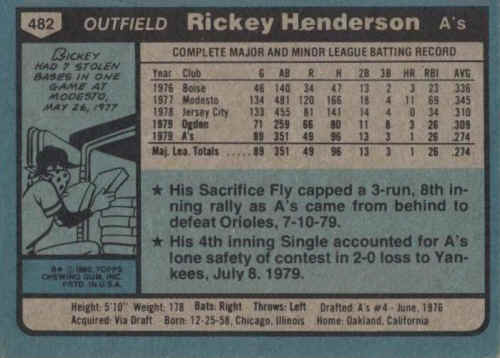 482 OUTFIELD Rickey Henderson A's
RICKEY
HAD 7 STOLEN
BASES IN ONE
GAME AT
MODESTO,
MAY 26, 1977
® © 1980 TOPPS
CHEWING GUM, INC.
PRTD. IN U.S.A.
COMPLETE MAJOR AND MINOR LEAGUE BATTING RECORD
Year Club G AB R H 2B 3B HR RBI AVG.
1976 Boise 46 140 34 47 13 2 3 23 .336
1977 Modesto 134 481 120 166 18 4 11 69 .345
1978 Jersey City 133 455 81 141 14 4 0 34 .310
1979 Ogden 71 259 66 80 11 8 3 26 .309
1979 A's 89 351 49 96 13 3 1 26 .274
Maj. Lea. Totals ..... 89 351 49 96 13 3 1 26 .274
★ His Sacrifice Fly capped a 3-run, 8th in-
ning rally as A's came from behind to
defeat Orioles, 7-10-79.
★ His 4th inning Single accounted for A's
lone safety of contest in 2-0 loss to Yan-
kees, July 8, 1979.
Height: 5'10" Weight: 178 Bats: Right Throws: Left Drafted: A's #4 - June, 1976
Acquired: Via Draft Born: 12-25-58, Chicago, Illinois Home: Oakland, California